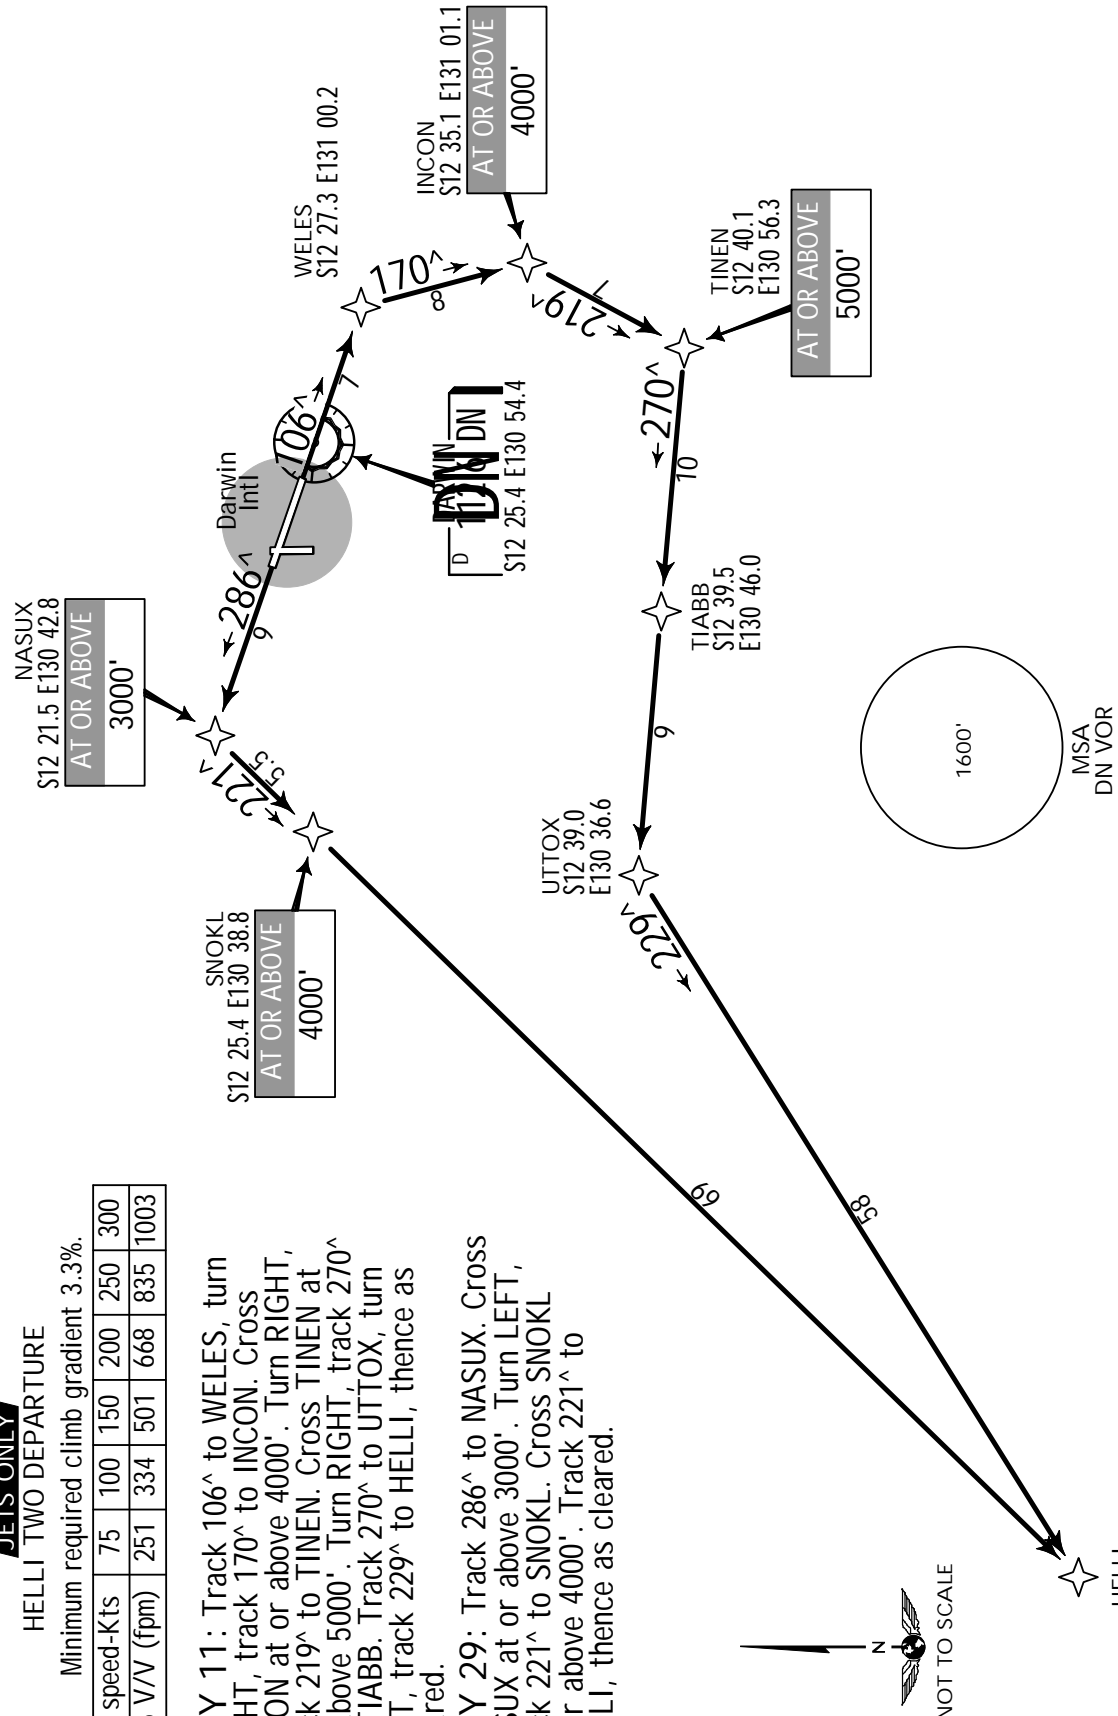 JETS ONLY
HELLI TWO DEPARTURE
Minimum required climb gradient 3.3%.
speed-Kts 75 100 150 200 250 300
V/V (fpm) 251 334 501 668 835 1003
Y 11: Track 106^ to WELES, turn
HT, track 170^ to INCON. Cross
ON at or above 4000'. Turn RIGHT,
ck 219^ to TINEN. Cross TINEN at
bove 5000'. Turn RIGHT, track 270^
TIABB. Track 270^ to UTTOX, turn
T, track 229^ to HELLI, thence as
red.
Y 29: Track 286^ to NASUX. Cross
SUX at or above 3000'. Turn LEFT,
ck 221^ to SNOKL. Cross SNOKL
r above 4000'. Track 221^ to
LI, thence as cleared.
NASUX
S12 21.5 E130 42.8
AT OR ABOVE
3000'
SNOKL
S12 25.4 E130 38.8
AT OR ABOVE
4000'
221^
5.5
286^
9
Darwin
Intl
106^
7
WELES
S12 27.3 E131 00.2
170^
8
INCON
S12 35.1 E131 01.1
AT OR ABOVE
4000'
219^
7
TINEN
S12 40.1
E130 56.3
AT OR ABOVE
5000'
D
DN
DN
S12 25.4 E130 54.4
270^
10
TIABB
S12 39.5
E130 46.0
9
UTTOX
S12 39.0
E130 36.6
229^
69
58
1600'
MSA
DN VOR
N
NOT TO SCALE
HELLI